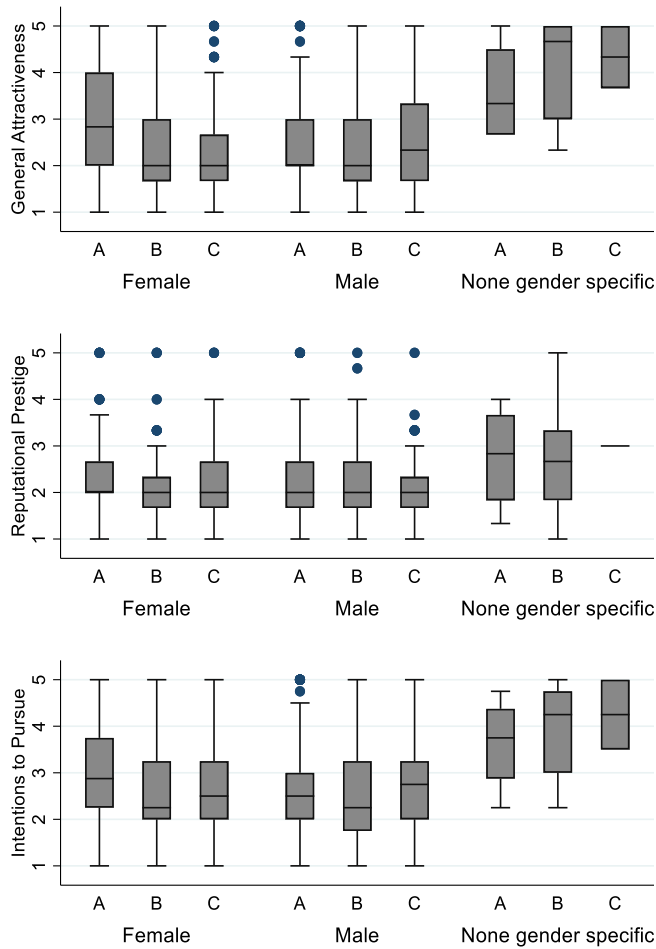 General Attractiveness
5
4
3
2
1
A B C A B C A B C
Female Male None gender specific
Reputational Prestige
5
4
3
2
1
A B C A B C A B C
Female Male None gender specific
Intentions to Pursue
5
4
3
2
1
A B C A B C A B C
Female Male None gender specific